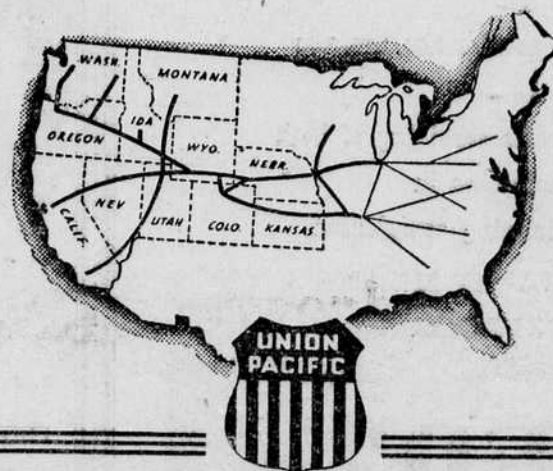 WASH.
MONTANA
OREGON
IDA
WYO.
NEBR.
CALIF.
NEV
UTAH
COLO.
KANSAS
UNION
PACIFIC